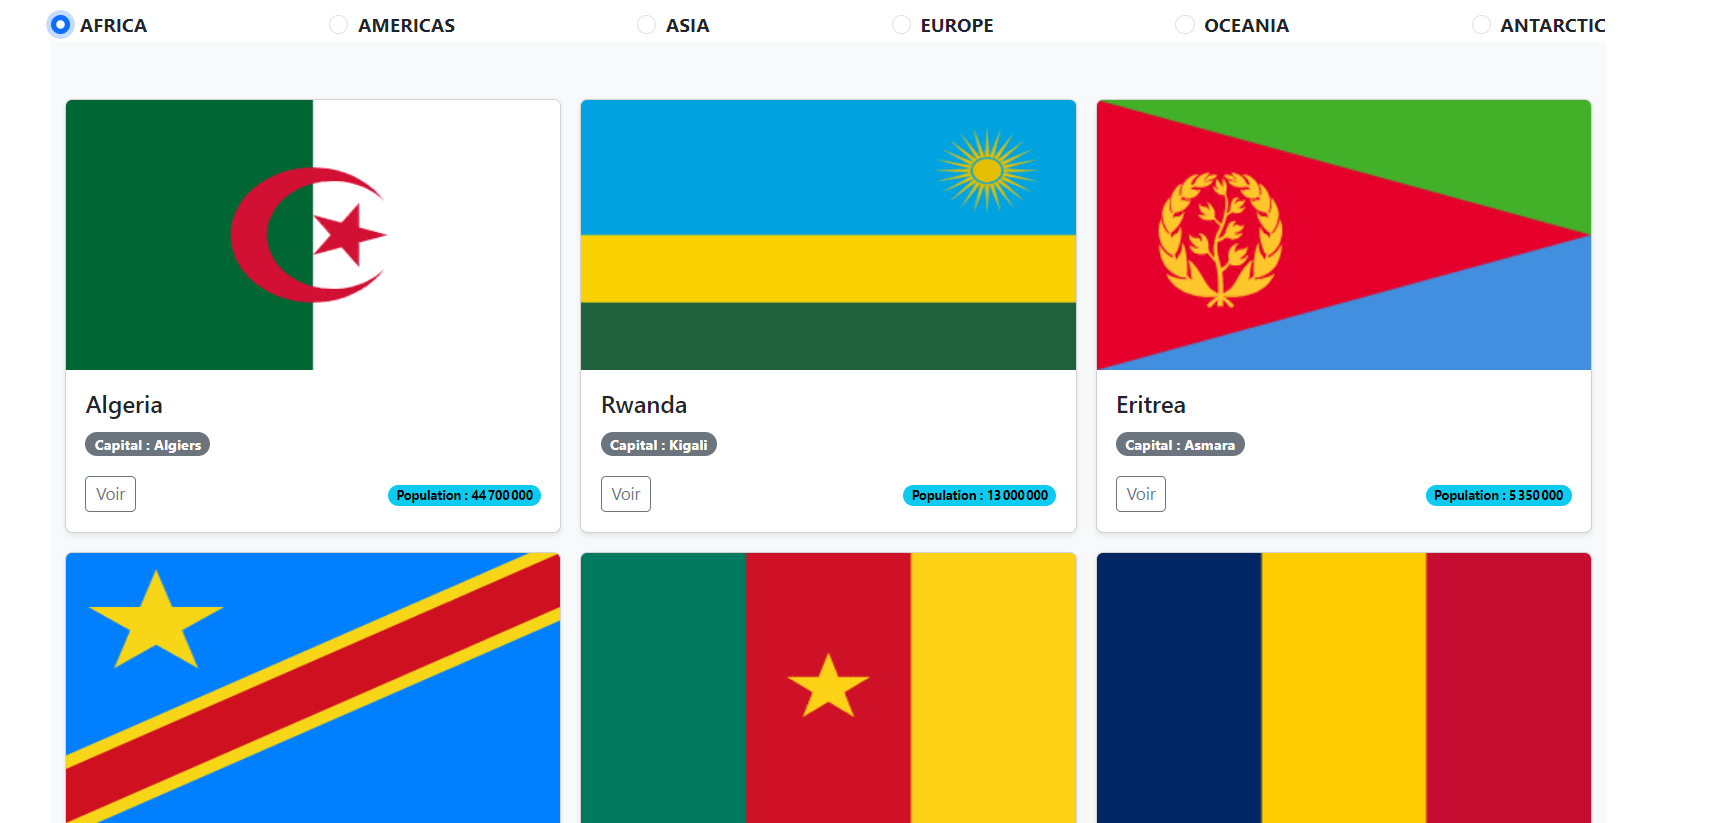 AFRICA AMERICAS ASIA EUROPE OCEANIA ANTARCTIC
Algeria
Capital : Algiers
Voir
Population : 44 700 000
Rwanda
Capital : Kigali
Voir
Population : 13 000 000
Eritrea
Capital : Asmara
Voir
Population : 5 350 000